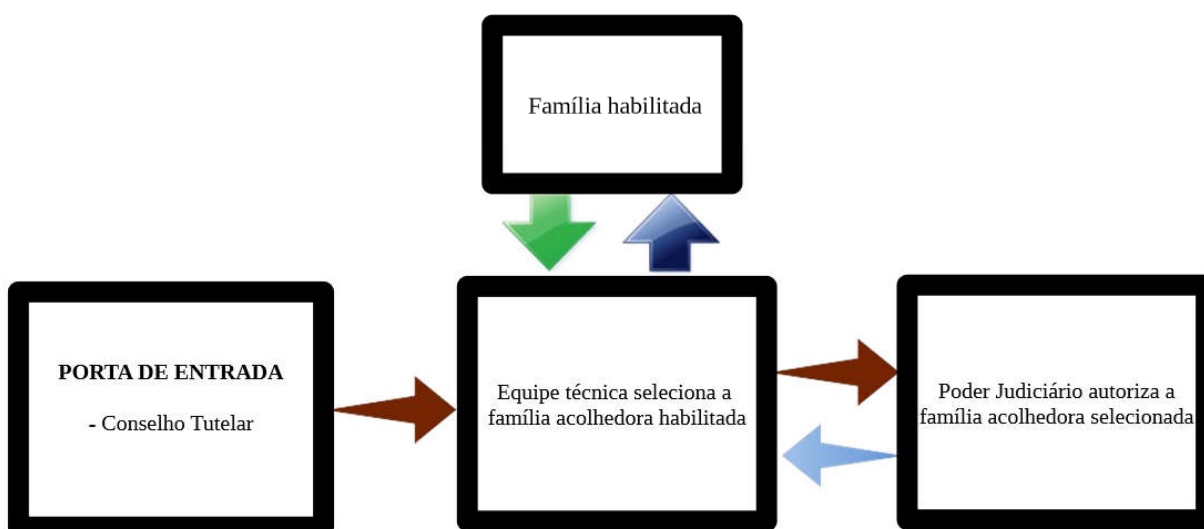 Família habilitada
PORTA DE ENTRADA
- Conselho Tutelar
Equipe técnica seleciona a
família acolhedora habilitada
Poder Judiciário autoriza a
família acolhedora selecionada